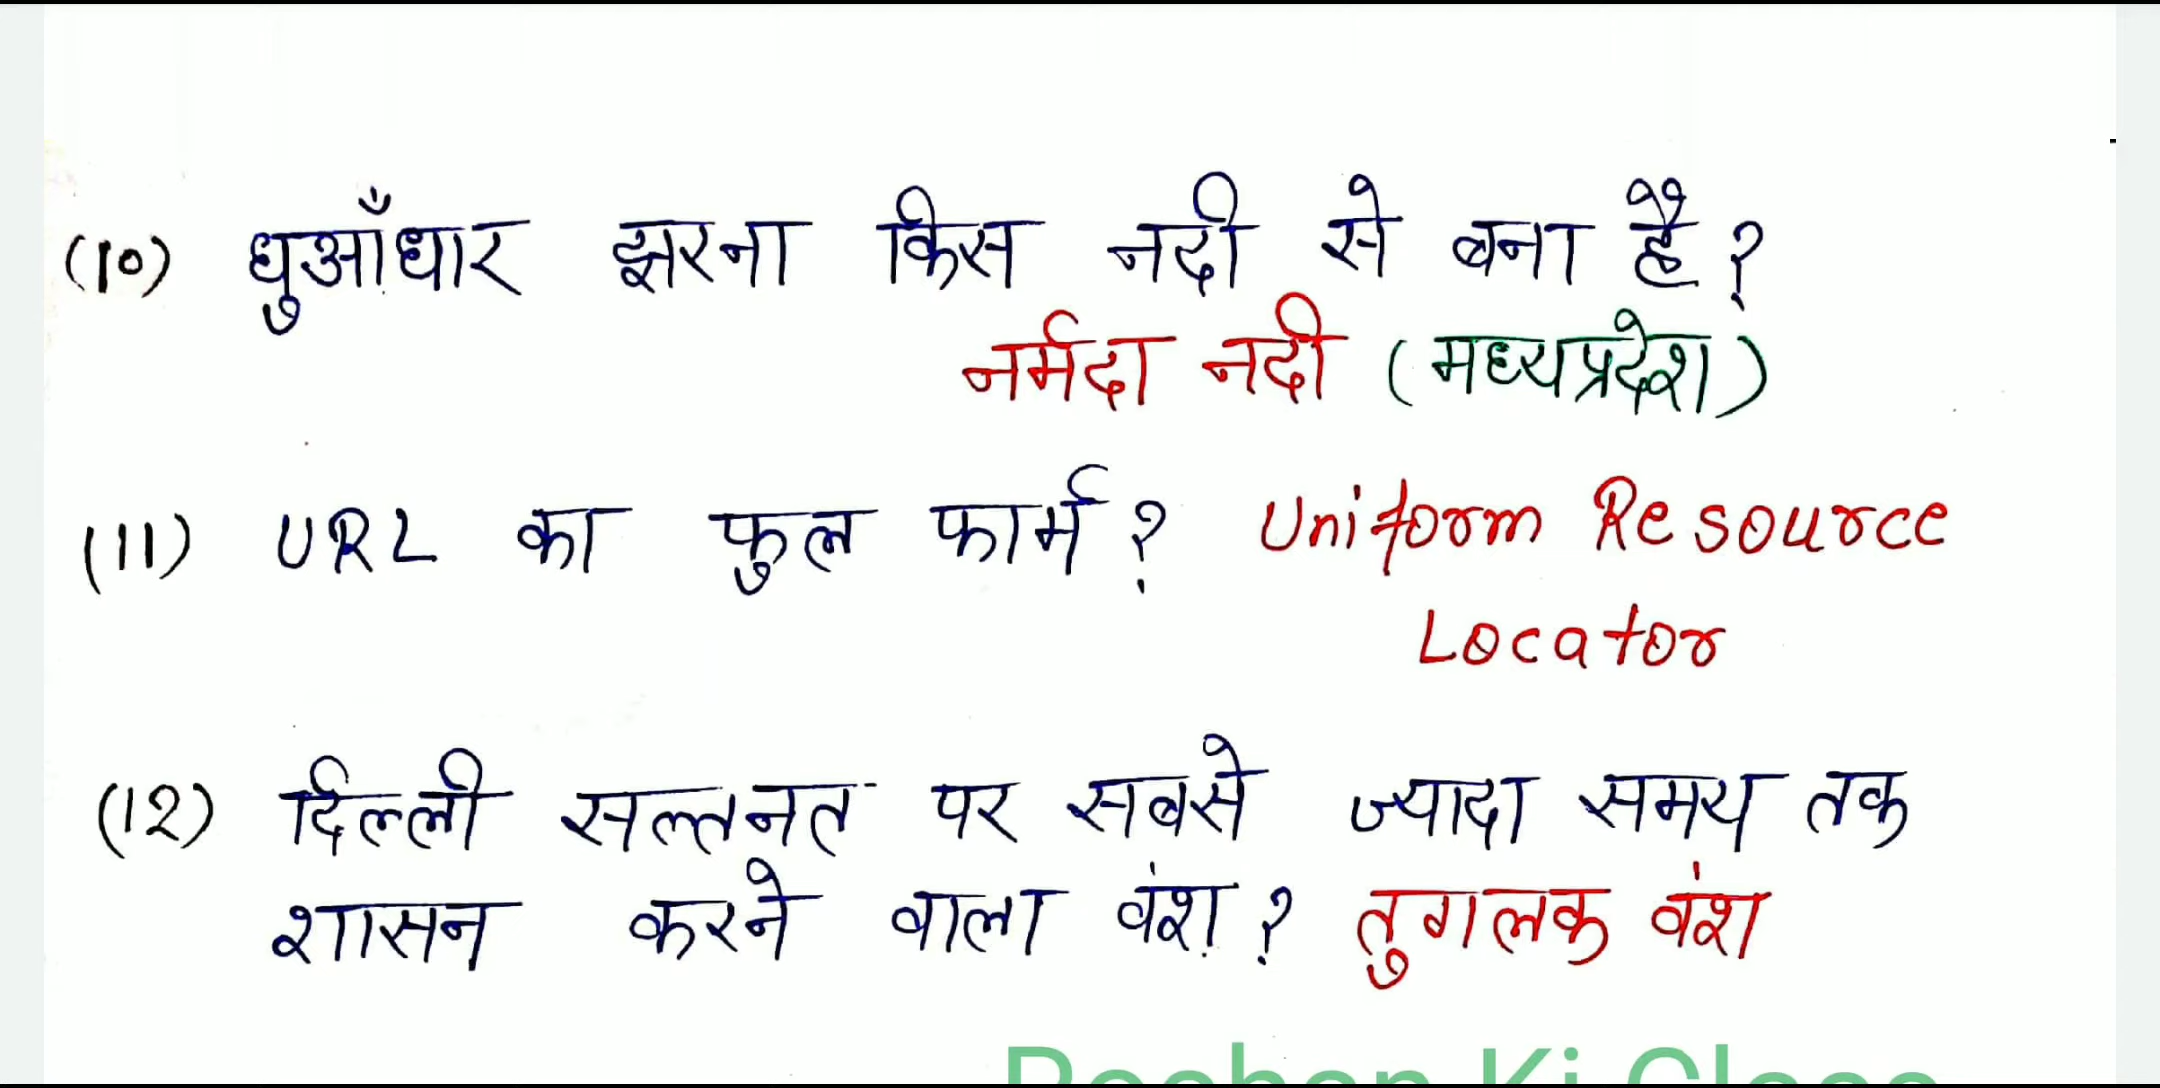 (10) धुआँधार झरना किस नदी से बना है?
नर्मदा नदी (मध्यप्रदेश)
(11) URL का फुल फार्म? Uniform Resource
Locator
(12) दिल्ली सल्तनत पर सबसे ज्यादा समय तक
शासन करने वाला वंश? तुगलक वंश